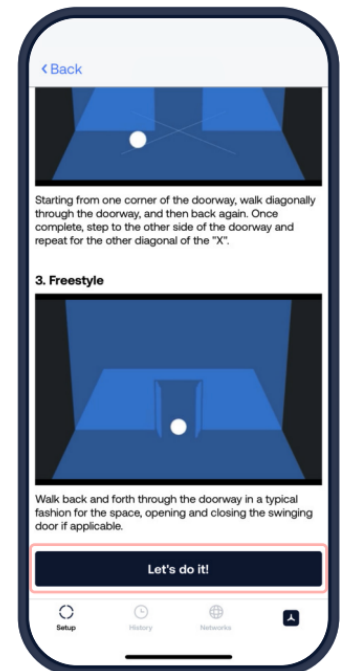 Back
Starting from one corner of the doorway, walk diagonally
through the doorway, and then back again. Once
complete, step to the other side of the doorway and
repeat for the other diagonal of the "X".
3. Freestyle
Walk back and forth through the doorway in a typical
fashion for the space, opening and closing the swinging
door if applicable.
Let's do it!
Setup
History
Networks